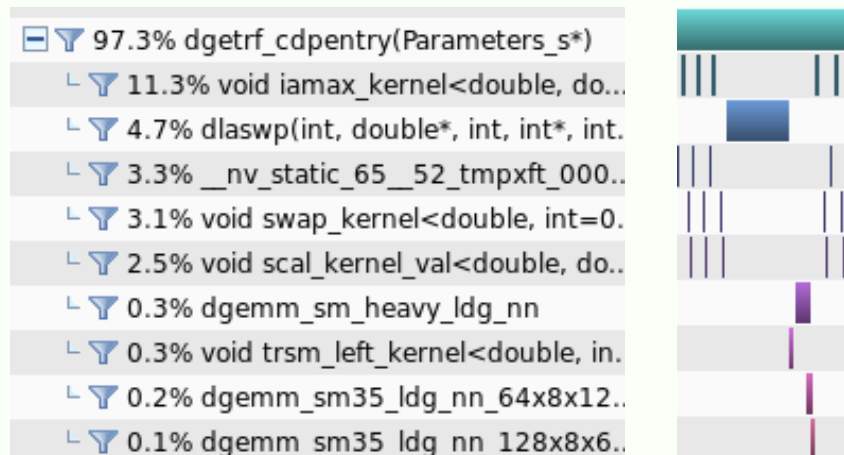 97.3% dgetrf_cdpentry(Parameters_s*)
11.3% void iamax_kernel<double, do...
4.7% dlaswp(int, double*, int, int*, int.
3.3% __nv_static_65__52_tmpxft_000..
3.1% void swap_kernel<double, int=0.
2.5% void scal_kernel_val<double, do..
0.3% dgemm_sm_heavy_ldg_nn
0.3% void trsm_left_kernel<double, in.
0.2% dgemm_sm35_ldg_nn_64x8x12..
0.1% dgemm_sm35_ldg_nn_128x8x6..